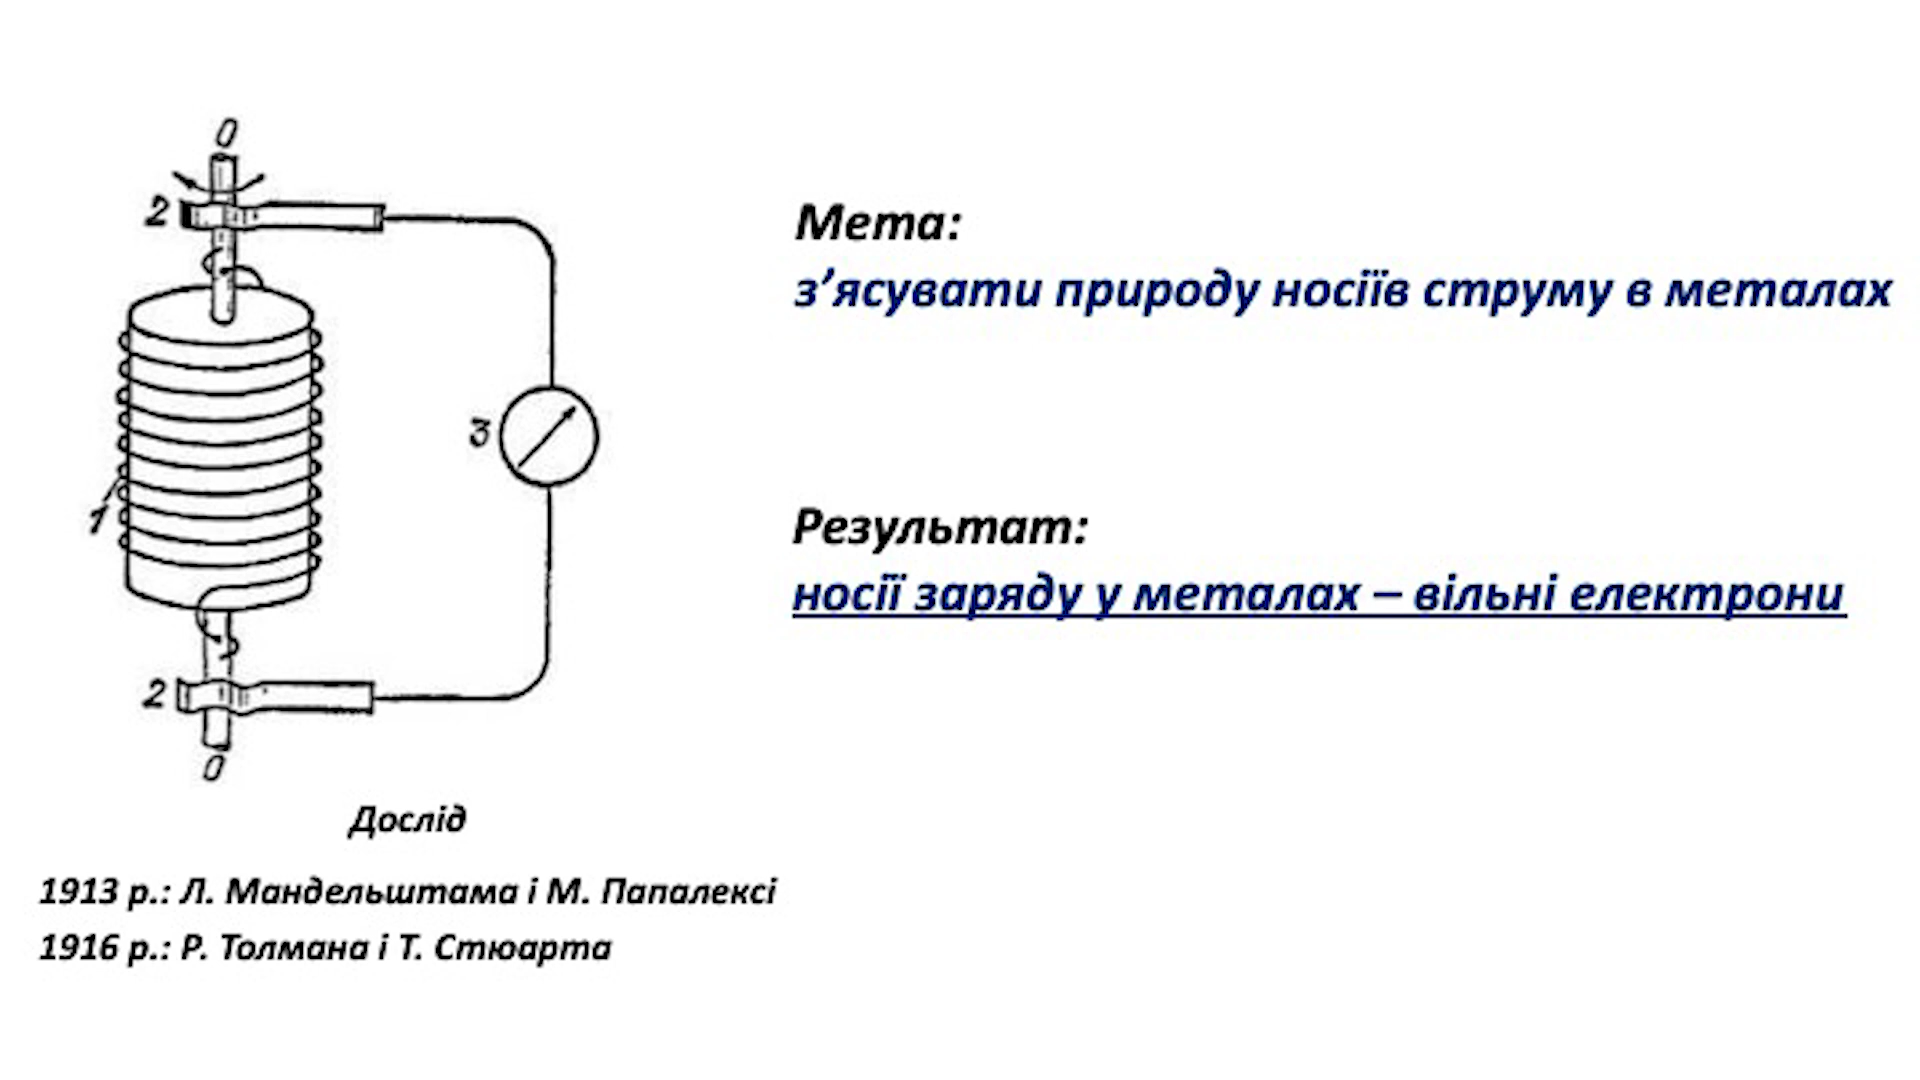 0
2
Мета:
з’ясувати природу носіїв струму в металах
3
1
Результат:
носії заряду у металах – вільні електрони
2
0
Дослід
1913 р.: Л. Мандельштама і М. Папалексі
1916 р.: Р. Толмана і Т. Стюарта